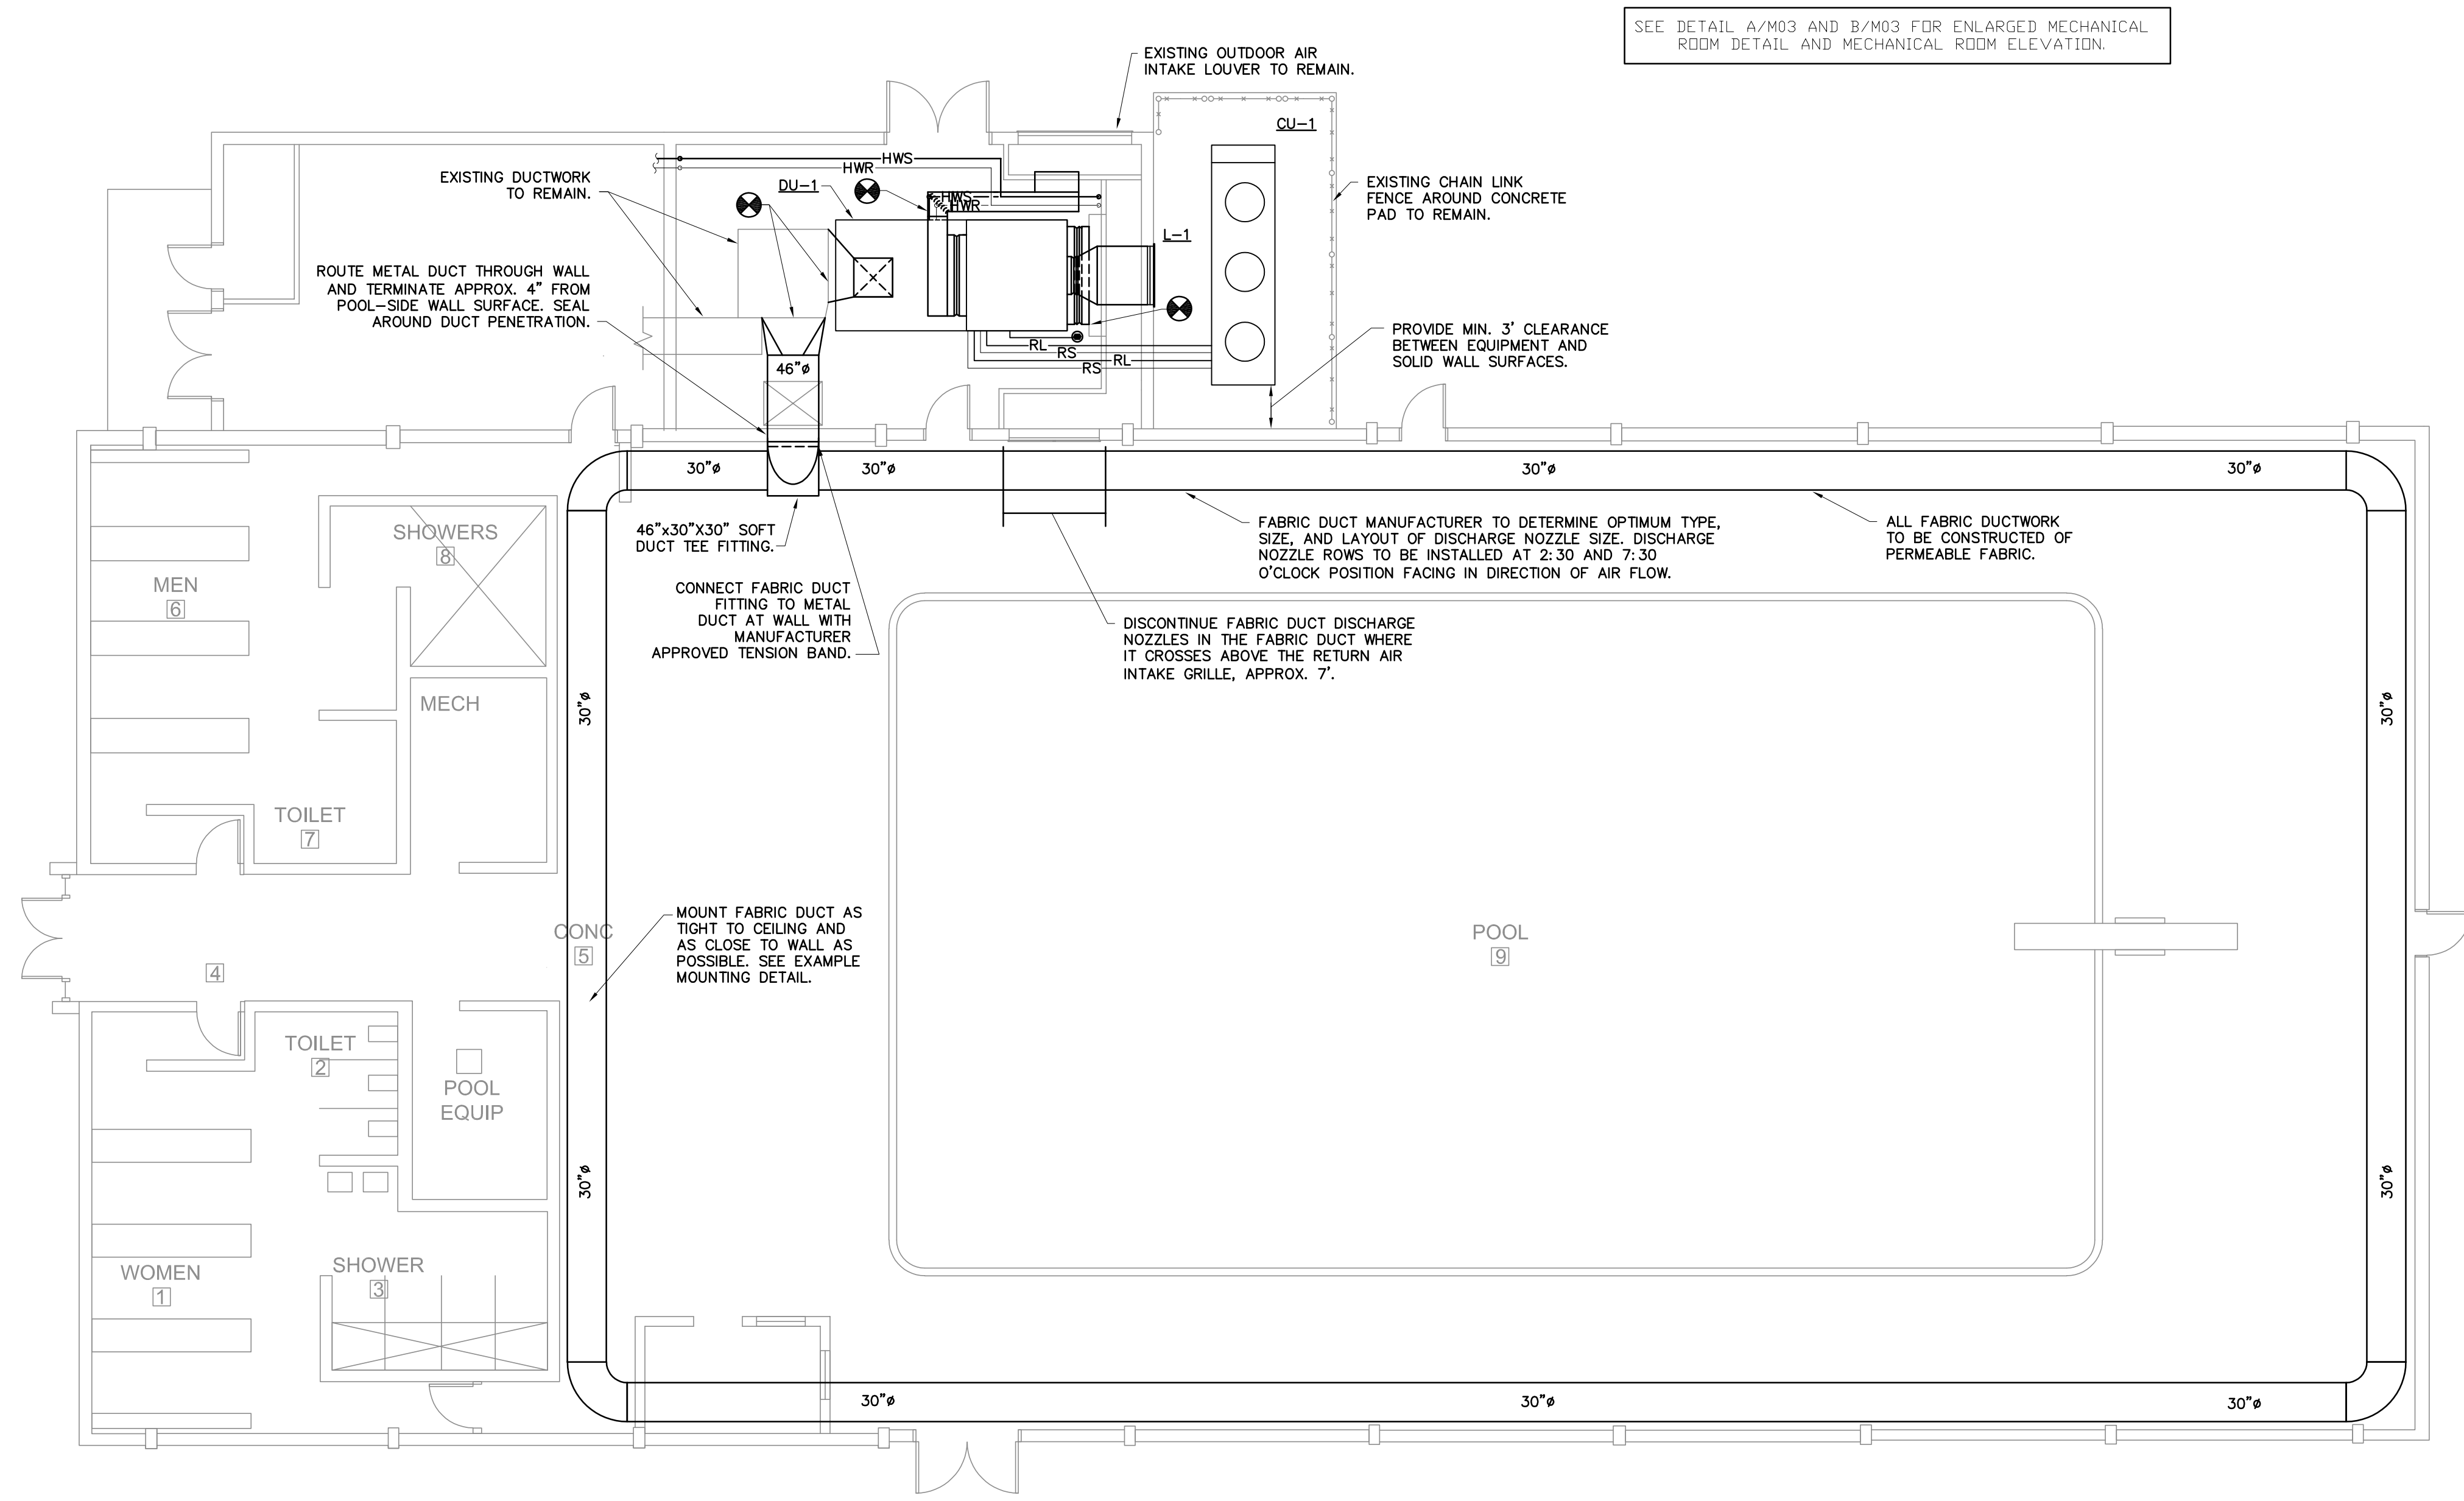 SEE DETAIL A/M03 AND B/M03 FOR ENLARGED MECHANICAL
ROOM DETAIL AND MECHANICAL ROOM ELEVATION.
EXISTING OUTDOOR AIR
INTAKE LOUVER TO REMAIN.
CU-1
HWS
HWR
EXISTING DUCTWORK
TO REMAIN.
DU-1
HWS
HWR
EXISTING CHAIN LINK
FENCE AROUND CONCRETE
PAD TO REMAIN.
L-1
ROUTE METAL DUCT THROUGH WALL
AND TERMINATE APPROX. 4" FROM
POOL-SIDE WALL SURFACE. SEAL
AROUND DUCT PENETRATION.
PROVIDE MIN. 3' CLEARANCE
BETWEEN EQUIPMENT AND
SOLID WALL SURFACES.
RL
RS
RL
RS
46"ø
30"ø
30"ø
30"ø
30"ø
46"x30"X30" SOFT
DUCT TEE FITTING.
FABRIC DUCT MANUFACTURER TO DETERMINE OPTIMUM TYPE,
SIZE, AND LAYOUT OF DISCHARGE NOZZLE SIZE. DISCHARGE
NOZZLE ROWS TO BE INSTALLED AT 2:30 AND 7:30
O'CLOCK POSITION FACING IN DIRECTION OF AIR FLOW.
ALL FABRIC DUCTWORK
TO BE CONSTRUCTED OF
PERMEABLE FABRIC.
SHOWERS
8
MEN
6
CONNECT FABRIC DUCT
FITTING TO METAL
DUCT AT WALL WITH
MANUFACTURER
APPROVED TENSION BAND.
DISCONTINUE FABRIC DUCT DISCHARGE
NOZZLES IN THE FABRIC DUCT WHERE
IT CROSSES ABOVE THE RETURN AIR
INTAKE GRILLE, APPROX. 7'.
MECH
30"ø
30"ø
TOILET
7
MOUNT FABRIC DUCT AS
TIGHT TO CEILING AND
AS CLOSE TO WALL AS
POSSIBLE. SEE EXAMPLE
MOUNTING DETAIL.
CONC
5
POOL
9
4
TOILET
2
POOL
EQUIP
30"ø
30"ø
WOMEN
1
SHOWER
3
30"ø
30"ø
30"ø